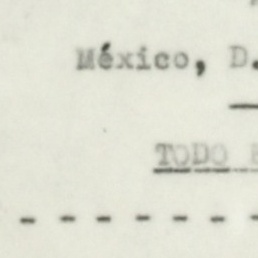 México, D.
TODO
- - - - - - -